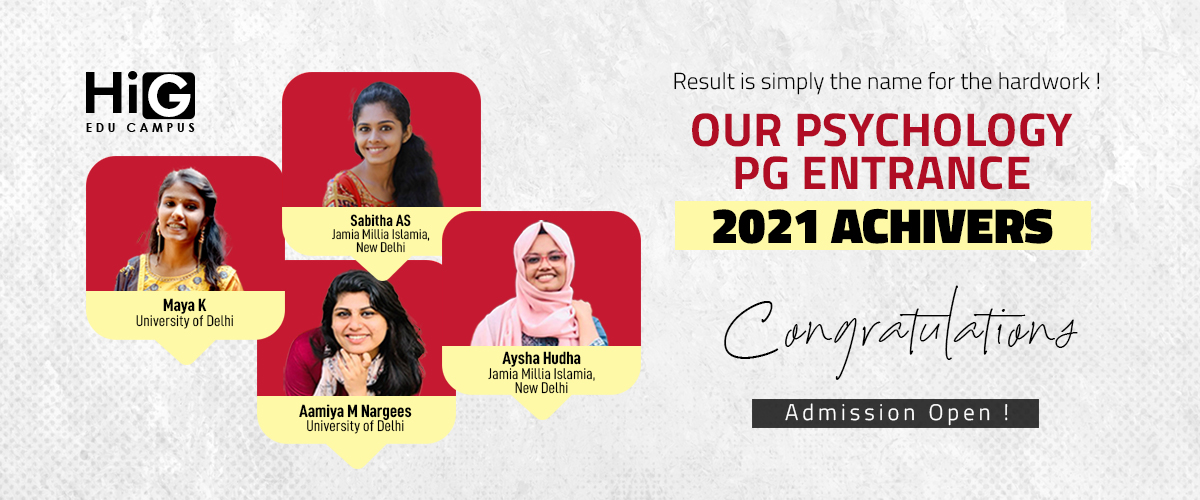 HiG
EDU CAMPUS
Sabitha AS
Jamia Millia Islamia,
New Delhi
Maya K
University of Delhi
Aysha Hudha
Jamia Millia Islamia,
New Delhi
Aamiya M Nargees
University of Delhi
Result is simply the name for the hardwork !
OUR PSYCHOLOGY
PG ENTRANCE
2021 ACHIVERS
Congratulations
Admission Open !